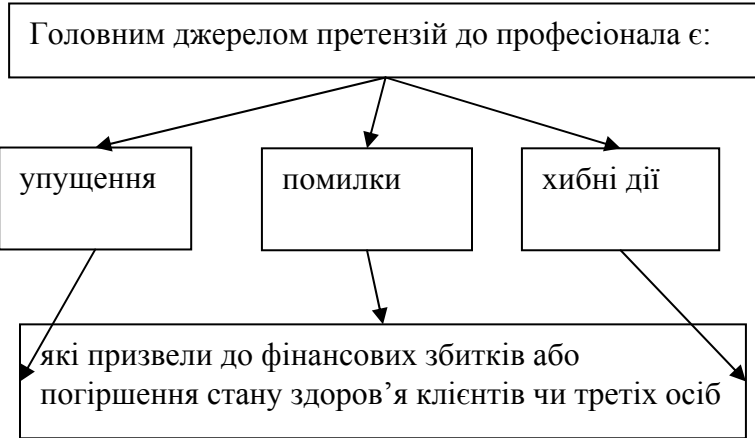 Головним джерелом претензій до професіонала є:
упущення
помилки
хибні дії
які призвели до фінансових збитків або
погіршення стану здоров’я клієнтів чи третіх осіб